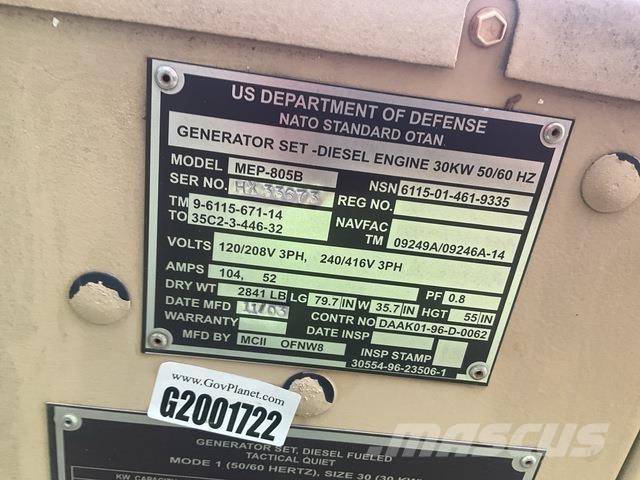 US DEPARTMENT OF DEFENSE
NATO STANDARD OTAN
GENERATOR SET -DIESEL ENGINE 30KW 50/60 HZ
MODEL MEP-805B NSN 6115-01-461-9335
SER NO. HX33673 REG NO.
TM 9-6115-671-14 NAVFAC
TO 35C2-3-446-32 TM 09249A/09246A-14
VOLTS 120/208V 3PH, 240/416V 3PH
AMPS 104, 52 PF 0.8
DRY WT 2841 LB LG 79.7 IN W 35.7 IN HGT 55 IN
DATE MFD CONTR NO DAAK01-96-D-0062
WARRANTY DATE INSP
MFD BY MCII OFNW8 INSP STAMP
30554-96-23506-1
www.GovPlanet.com
G2001722
GENERATOR SET, DIESEL FUELED
TACTICAL QUIET
MODE 1 (50/60 HERTZ), SIZE 30 (30 KW
KW CAPACITY
MASCUS